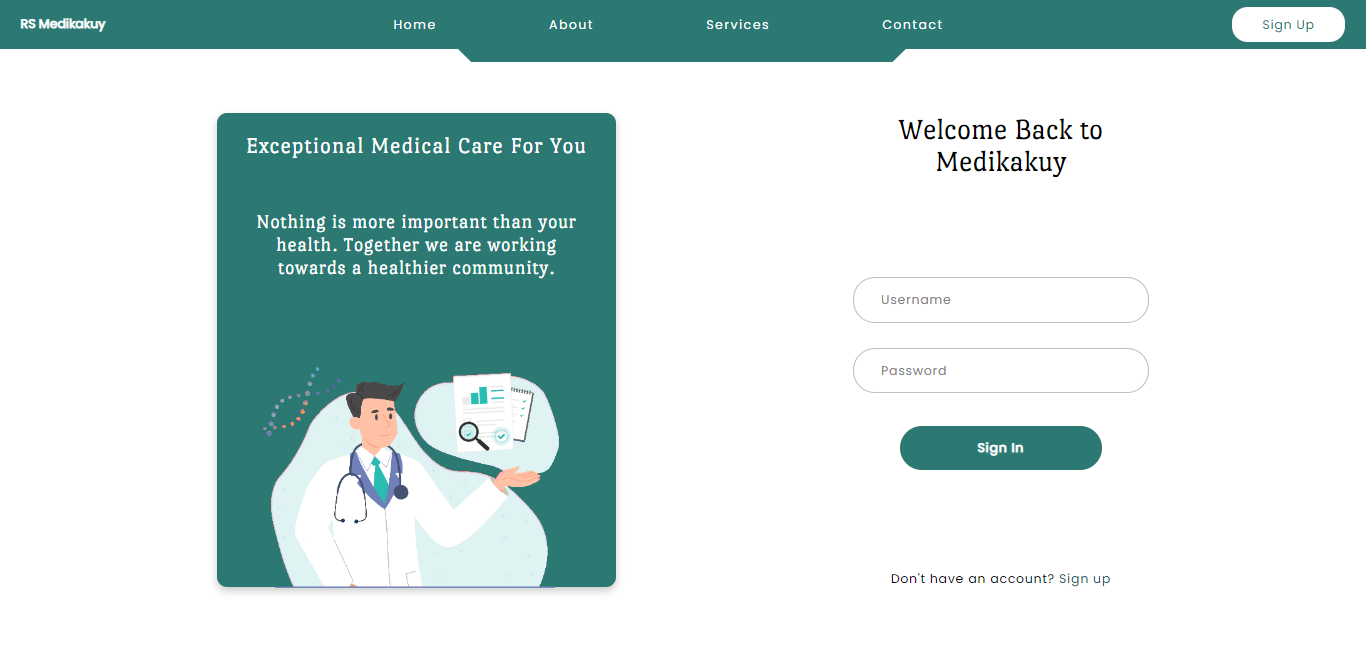 RS Medikakuy
Home
About
Services
Contact
Sign Up
Exceptional Medical Care For You
Nothing is more important than your
health. Together we are working
towards a healthier community.
Welcome Back to
Medikakuy
Username
Password
Sign In
Don't have an account? Sign up